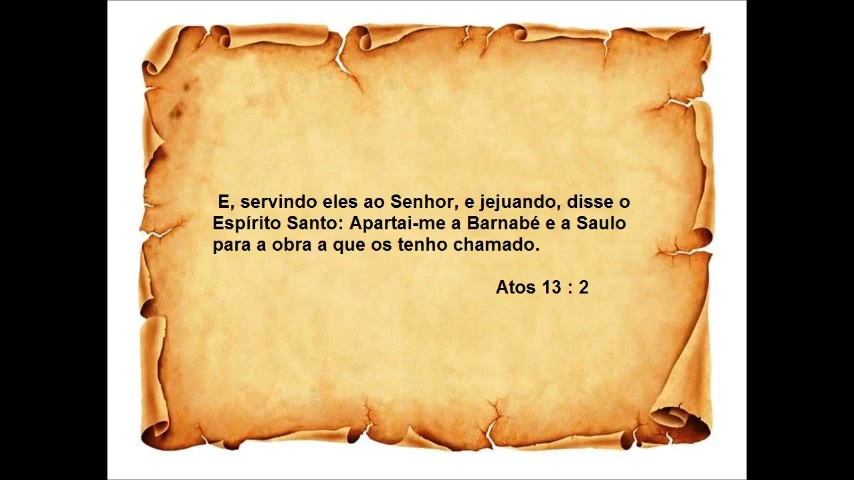 E, servindo eles ao Senhor, e jejuando, disse o
Espírito Santo: Apartai-me a Barnabé e a Saulo
para a obra a que os tenho chamado.
Atos 13 : 2